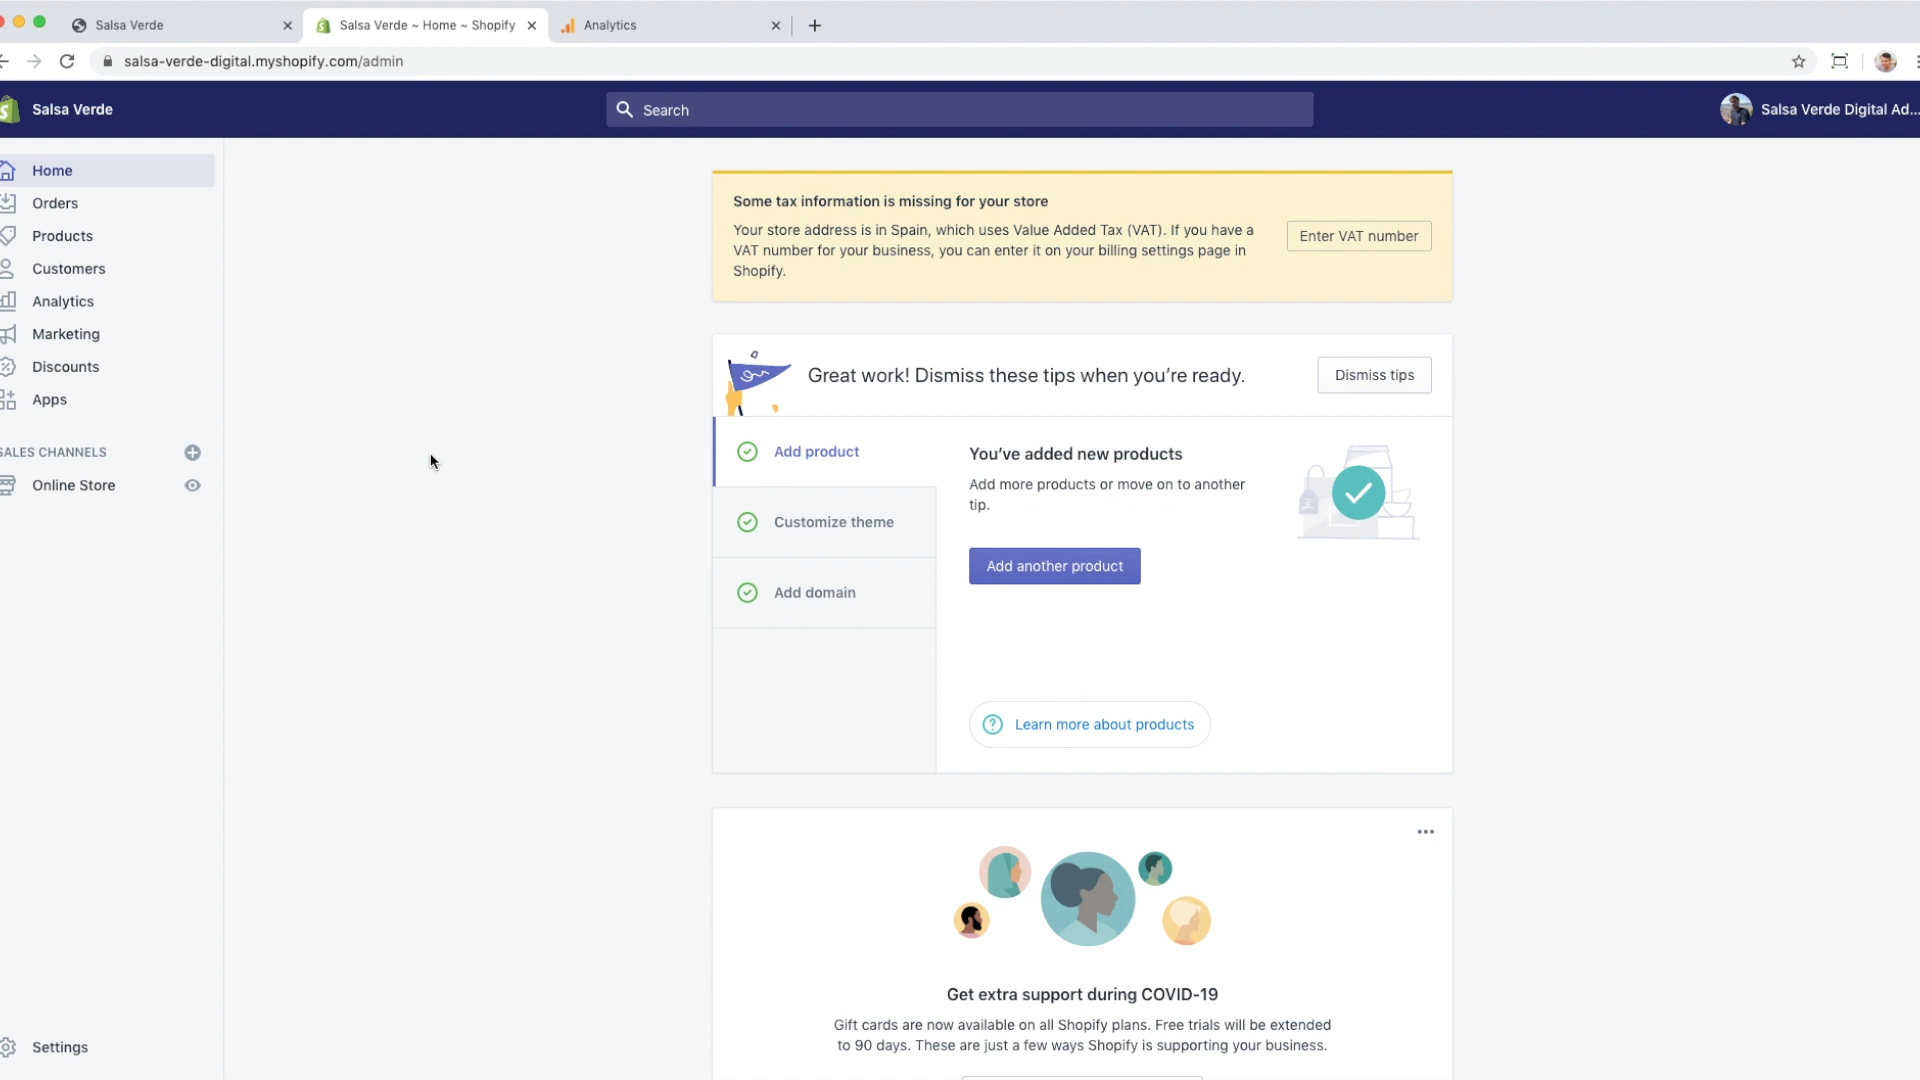 Salsa Verde
Salsa Verde ~ Home ~ Shopify
Analytics
salsa-verde-digital.myshopify.com/admin
Salsa Verde
Search
Salsa Verde Digital Ad...
Home
Orders
Products
Customers
Analytics
Marketing
Discounts
Apps
SALES CHANNELS
Online Store
Settings
Some tax information is missing for your store
Your store address is in Spain, which uses Value Added Tax (VAT). If you have a
VAT number for your business, you can enter it on your billing settings page in
Shopify.
Enter VAT number
Great work! Dismiss these tips when you're ready.
Dismiss tips
Add product
Customize theme
Add domain
You've added new products
Add more products or move on to another
tip.
Add another product
Learn more about products
Get extra support during COVID-19
Gift cards are now available on all Shopify plans. Free trials will be extended
to 90 days. These are just a few ways Shopify is supporting your business.